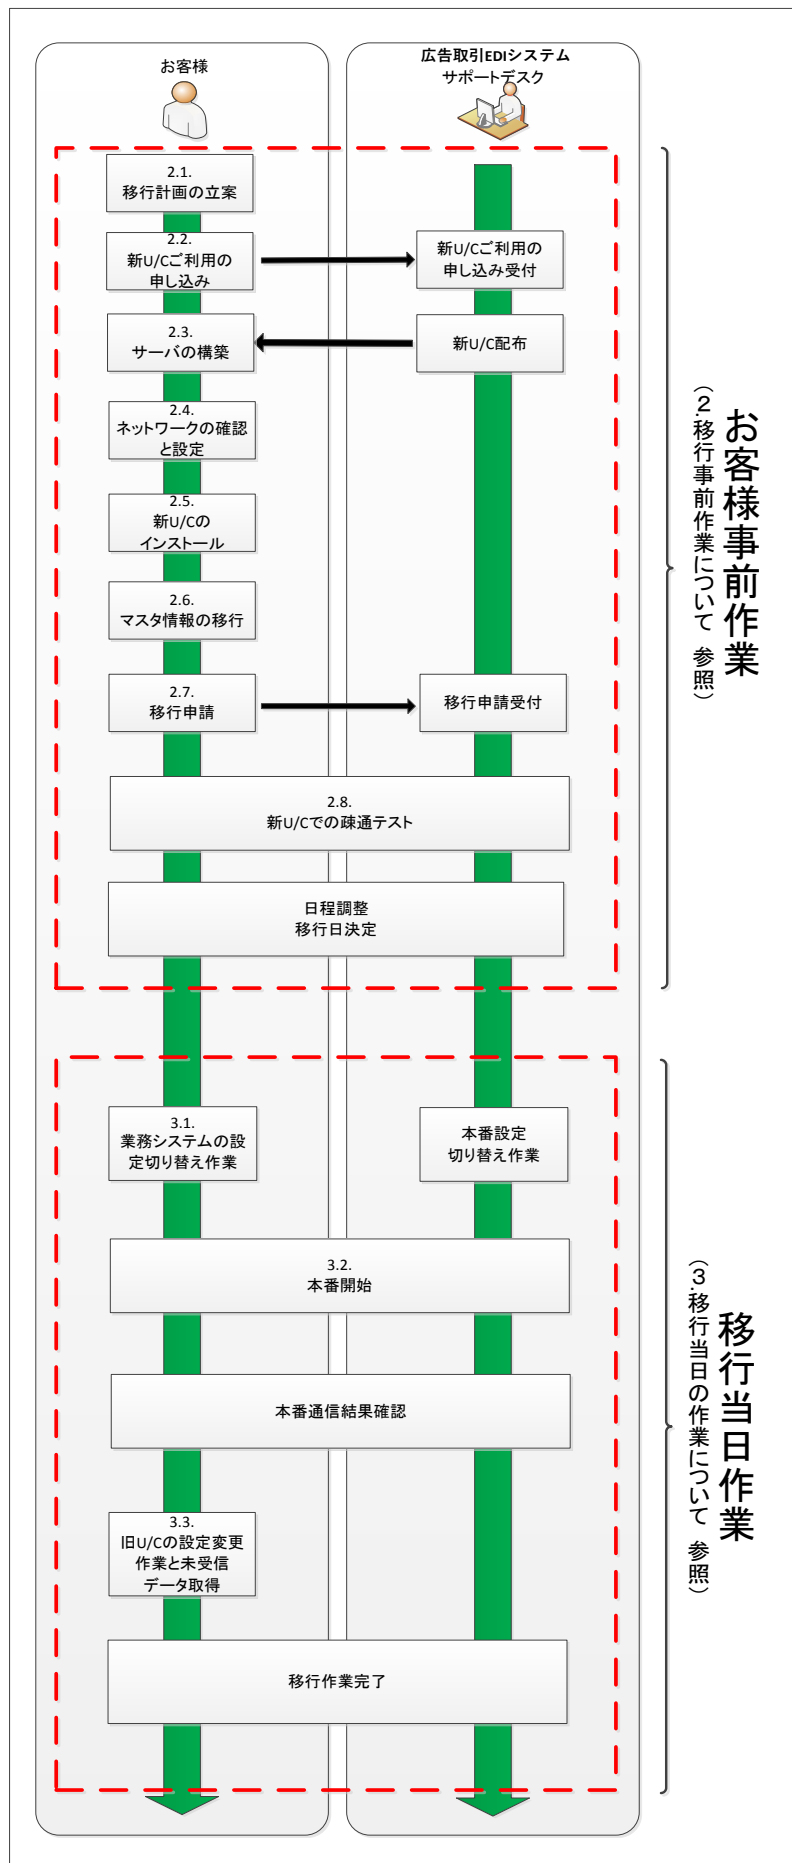 お客様
広告取引EDIシステム
サポートデスク
2.1.
移行計画の立案
2.2.
新U/Cご利用の
申し込み
新U/Cご利用の
申し込み受付
2.3.
サーバの構築
新U/C配布
2.4.
ネットワークの確認
と設定
2.5.
新U/Cの
インストール
2.6.
マスタ情報の移行
2.7.
移行申請
移行申請受付
2.8.
新U/Cでの疎通テスト
日程調整
移行日決定
お客様事前作業
（２.移行事前作業について 参照）
3.1.
業務システムの設
定切り替え作業
本番設定
切り替え作業
3.2.
本番開始
本番通信結果確認
3.3.
旧U/Cの設定変更
作業と未受信
データ取得
移行作業完了
移行当日作業
（３.移行当日の作業について 参照）